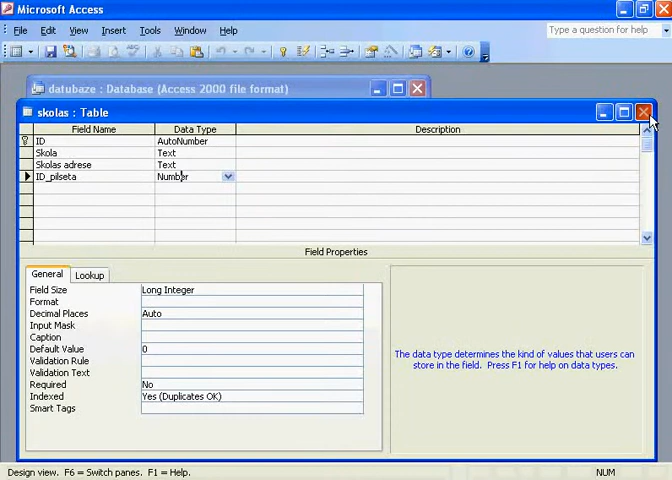 Microsoft Access
File Edit View Insert Tools Window Help
Type a question for help
datubaze : Database (Access 2000 file format)
skolas : Table
Field Name Data Type Description
ID AutoNumber
Skola Text
Skolas adrese Text
ID_pilseta Number
Field Properties
General Lookup
Field Size Long Integer
Format
Decimal Places Auto
Input Mask
Caption
Default Value 0
Validation Rule
Validation Text
Required No
Indexed Yes (Duplicates OK)
Smart Tags
The data type determines the kind of values that users can
store in the field. Press F1 for help on data types.
Design view. F6 = Switch panes. F1 = Help.
NUM